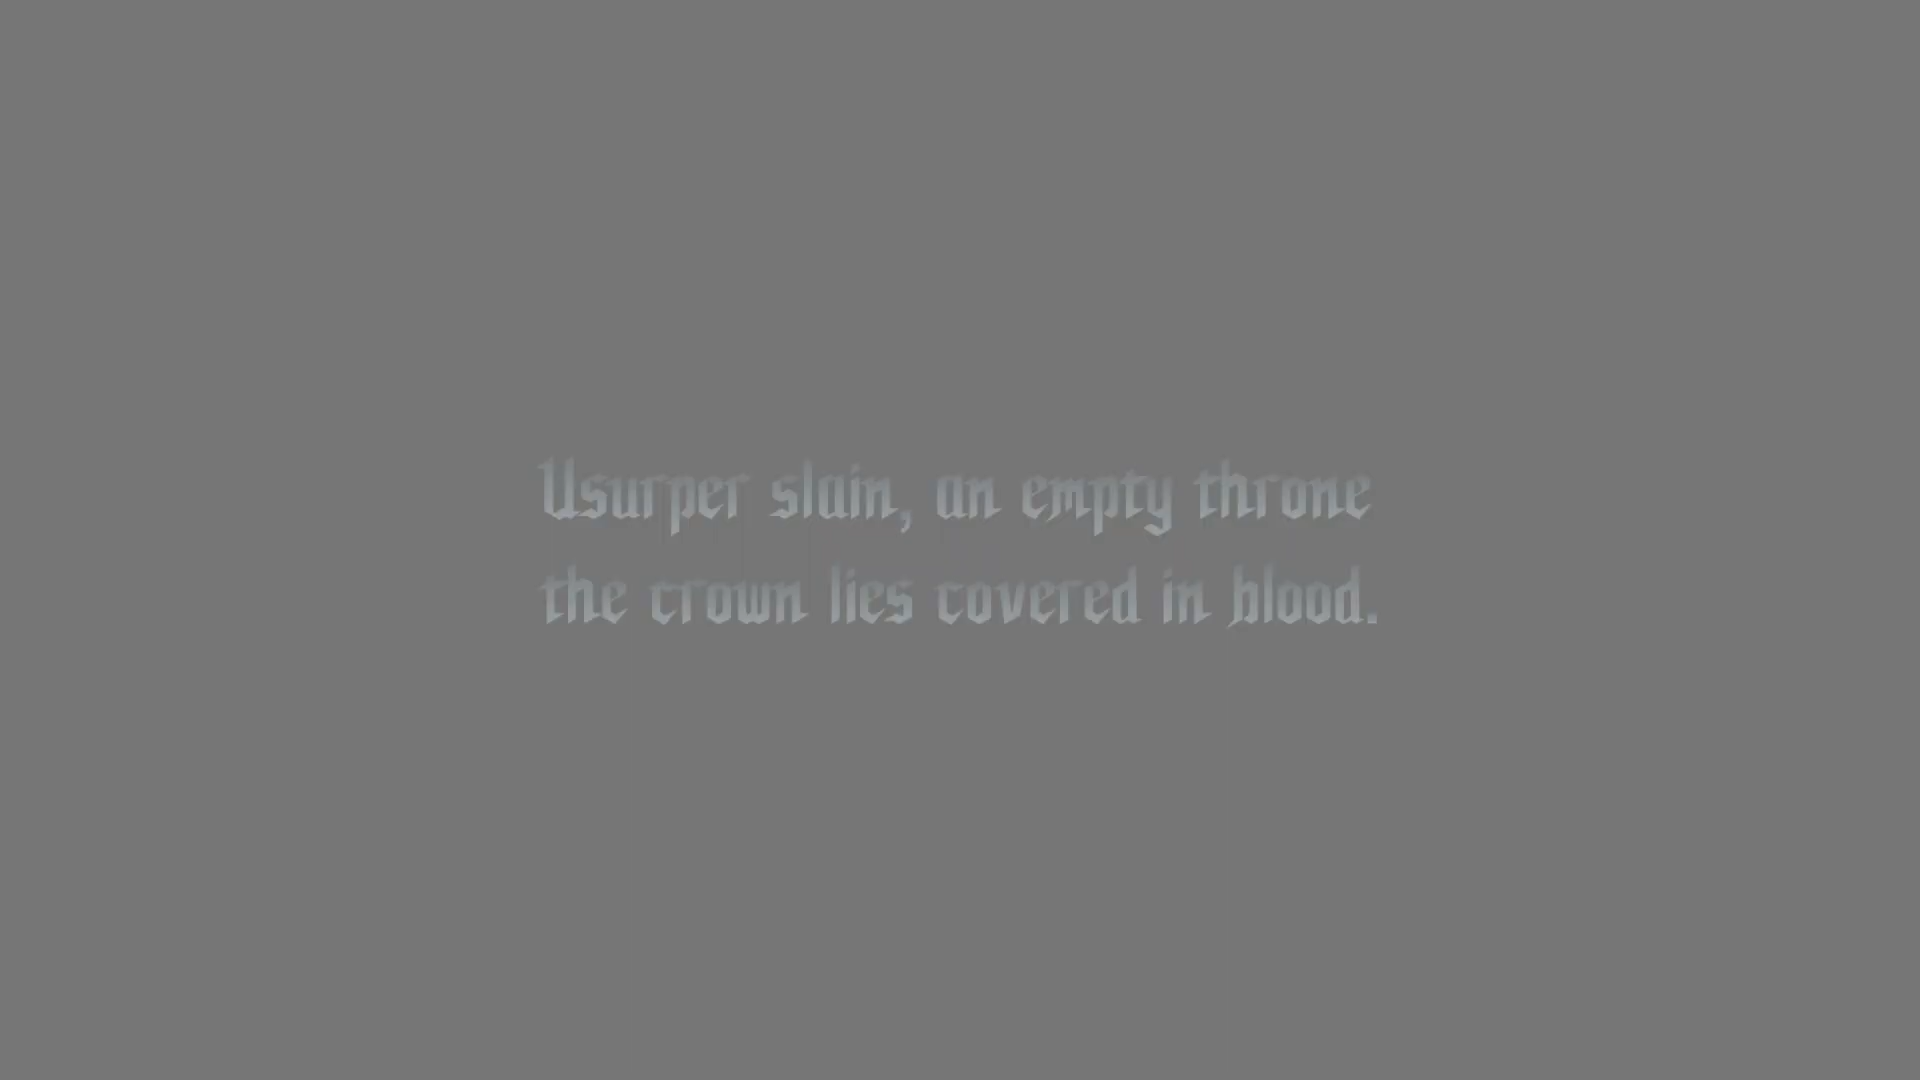 Usurper slain, an empty throne
the crown lies covered in blood.